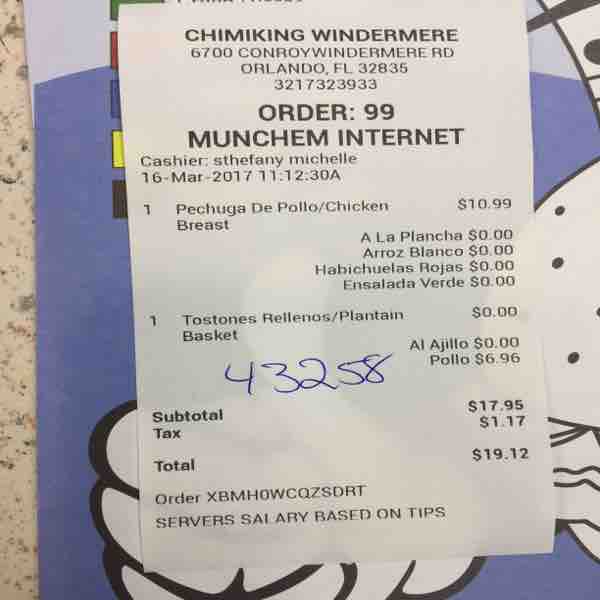 CHIMIKING WINDERMERE
6700 CONROYWINDERMERE RD
ORLANDO, FL 32835
3217323933
ORDER: 99
MUNCHEM INTERNET
Cashier: sthefany michelle
16-Mar-2017 11:12:30A
1 Pechuga De Pollo/Chicken Breast $10.99
A La Plancha $0.00
Arroz Blanco $0.00
Habichuelas Rojas $0.00
Ensalada Verde $0.00
1 Tostones Rellenos/Plantain Basket $0.00
Al Ajillo $0.00
Pollo $6.96
43258
Subtotal $17.95
Tax $1.17
Total $19.12
Order XBMH0WCQZSDRT
SERVERS SALARY BASED ON TIPS